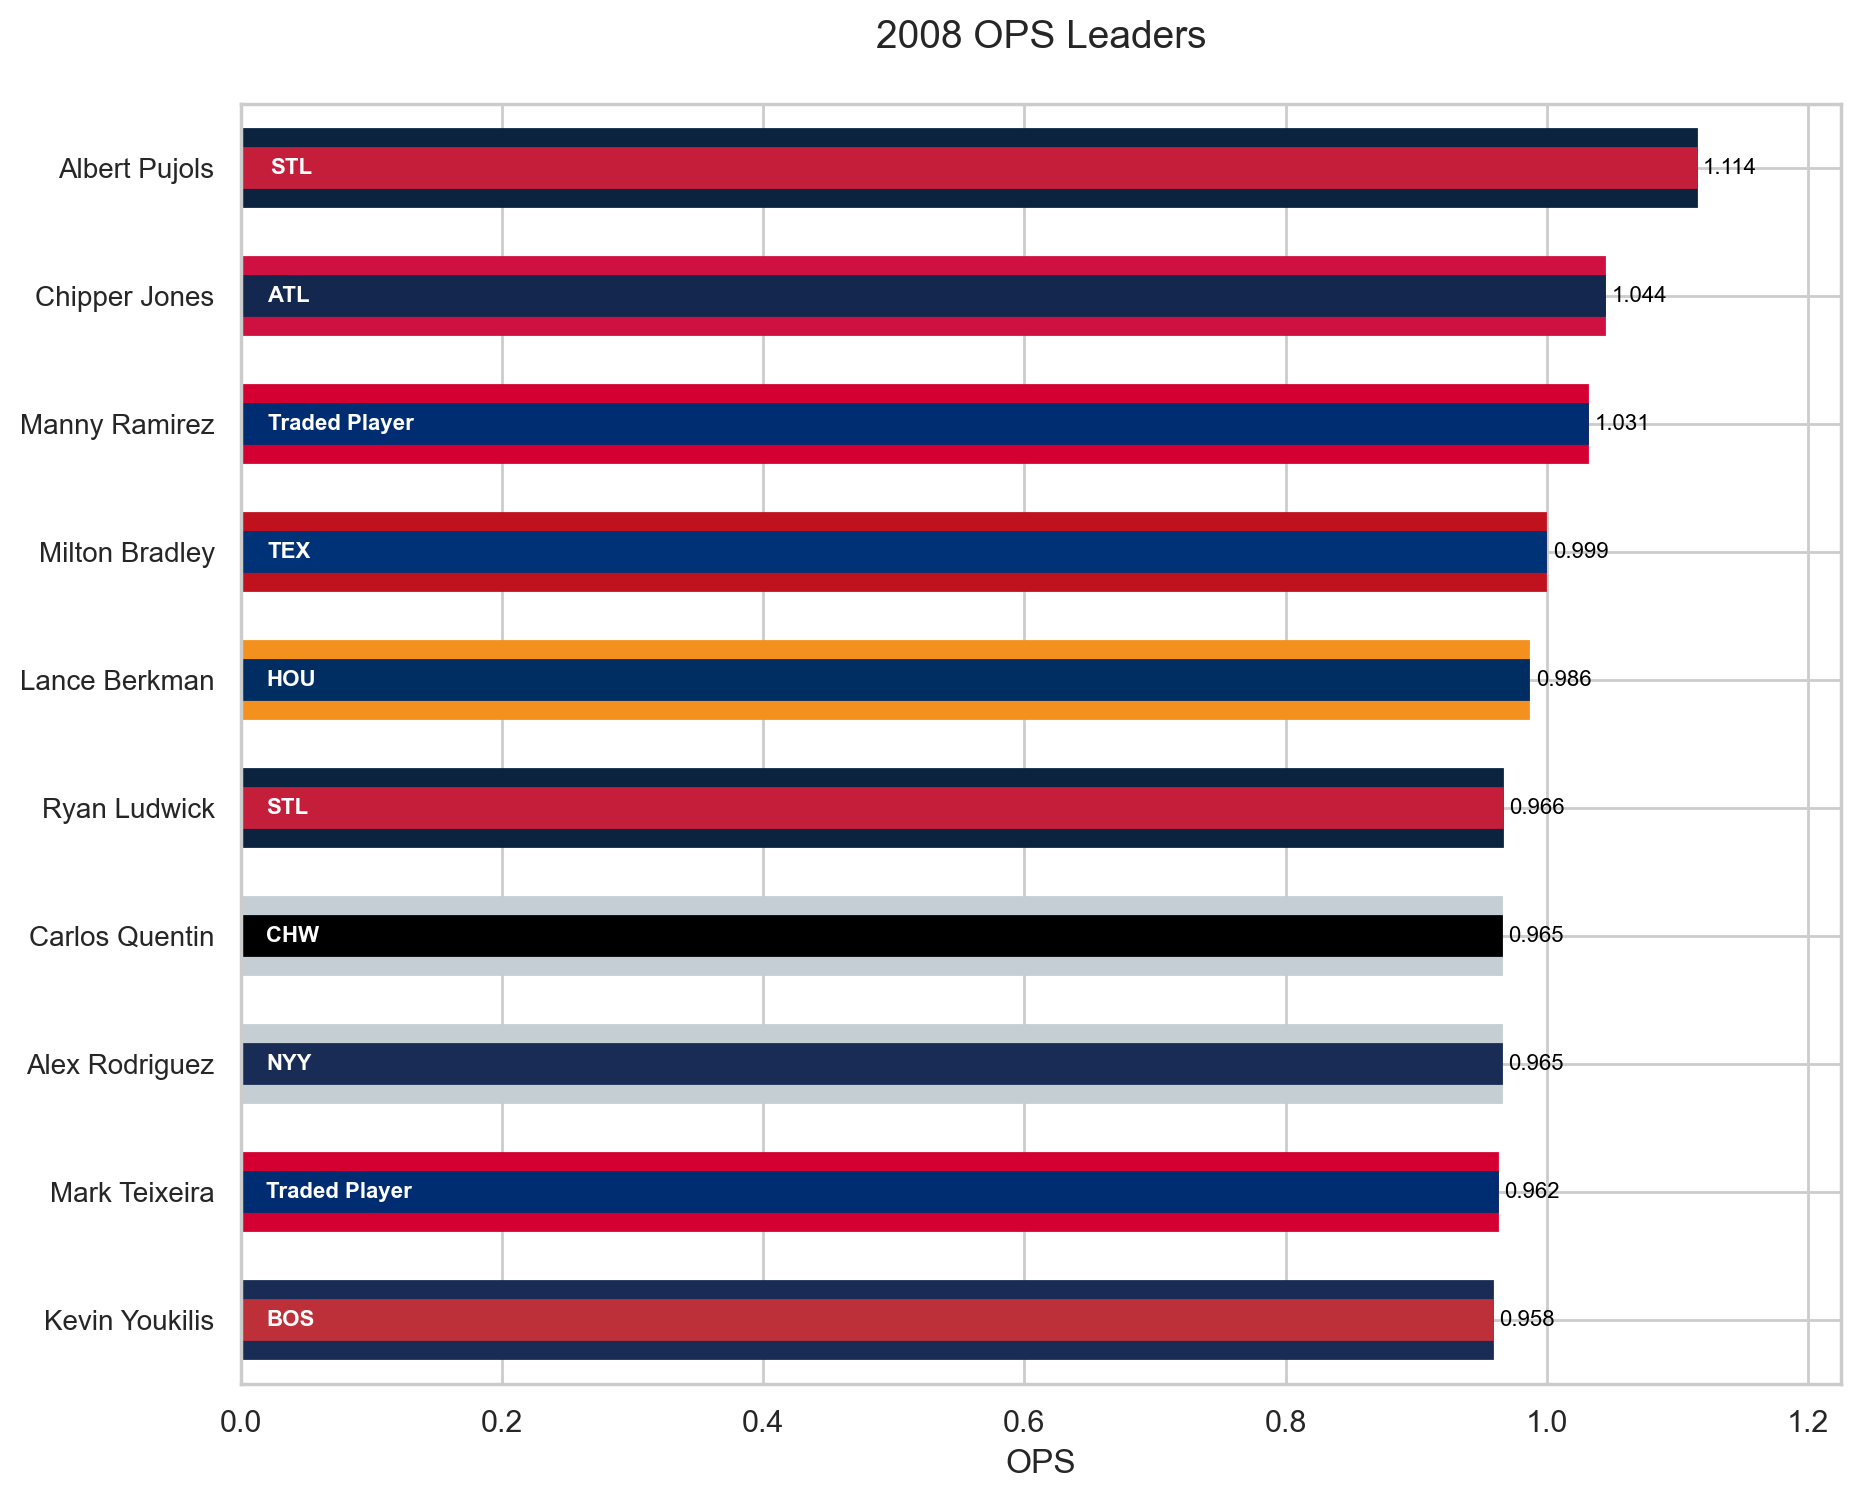 2008 OPS Leaders
Albert Pujols STL 1.114
Chipper Jones ATL 1.044
Manny Ramirez Traded Player 1.031
Milton Bradley TEX 0.999
Lance Berkman HOU 0.986
Ryan Ludwick STL 0.966
Carlos Quentin CHW 0.965
Alex Rodriguez NYY 0.965
Mark Teixeira Traded Player 0.962
Kevin Youkilis BOS 0.958
0.0 0.2 0.4 0.6 0.8 1.0 1.2
OPS